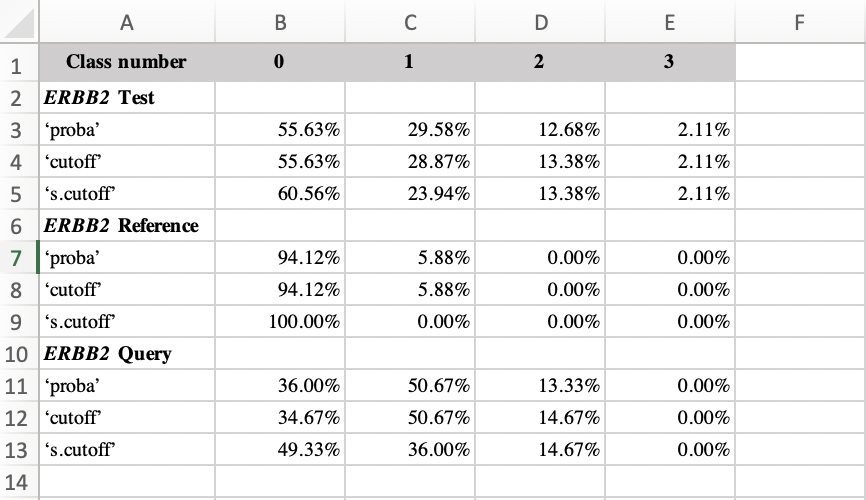 A B C D E F
1 Class number 0 1 2 3
2 ERBB2 Test
3 ‘proba’ 55.63% 29.58% 12.68% 2.11%
4 ‘cutoff’ 55.63% 28.87% 13.38% 2.11%
5 ‘s.cutoff’ 60.56% 23.94% 13.38% 2.11%
6 ERBB2 Reference
7 ‘proba’ 94.12% 5.88% 0.00% 0.00%
8 ‘cutoff’ 94.12% 5.88% 0.00% 0.00%
9 ‘s.cutoff’ 100.00% 0.00% 0.00% 0.00%
10 ERBB2 Query
11 ‘proba’ 36.00% 50.67% 13.33% 0.00%
12 ‘cutoff’ 34.67% 50.67% 14.67% 0.00%
13 ‘s.cutoff’ 49.33% 36.00% 14.67% 0.00%
14